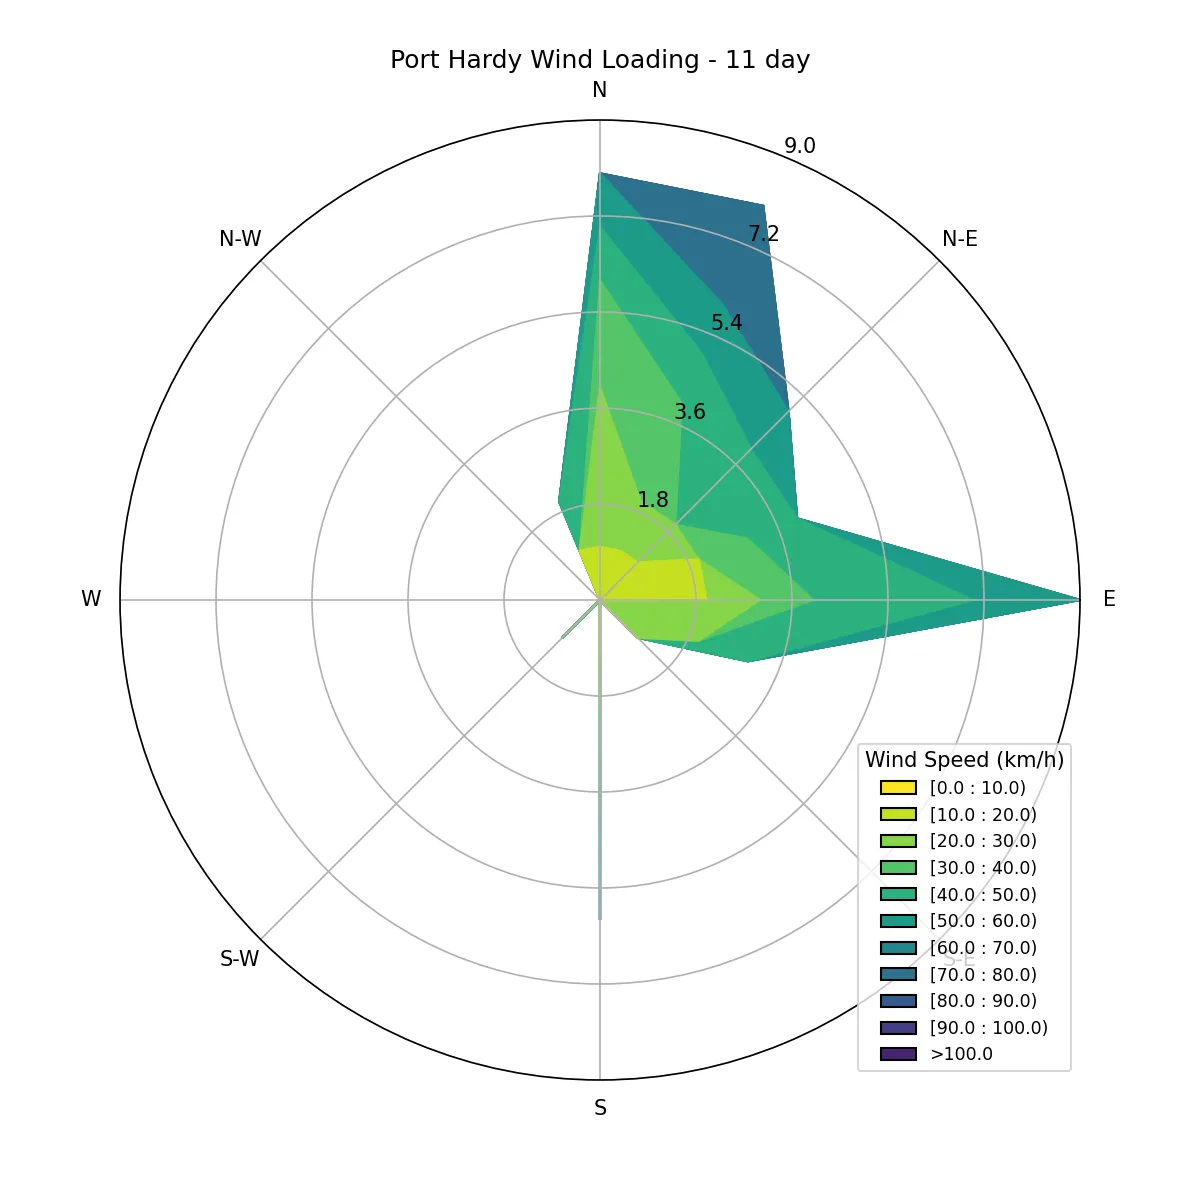 Port Hardy Wind Loading - 11 day
N
9.0
N-W
7.2
N-E
5.4
3.6
1.8
W
E
Wind Speed (km/h)
[0.0 : 10.0)
[10.0 : 20.0)
[20.0 : 30.0)
[30.0 : 40.0)
[40.0 : 50.0)
[50.0 : 60.0)
[60.0 : 70.0)
[70.0 : 80.0)
[80.0 : 90.0)
[90.0 : 100.0)
>100.0
S-W
S-E
S